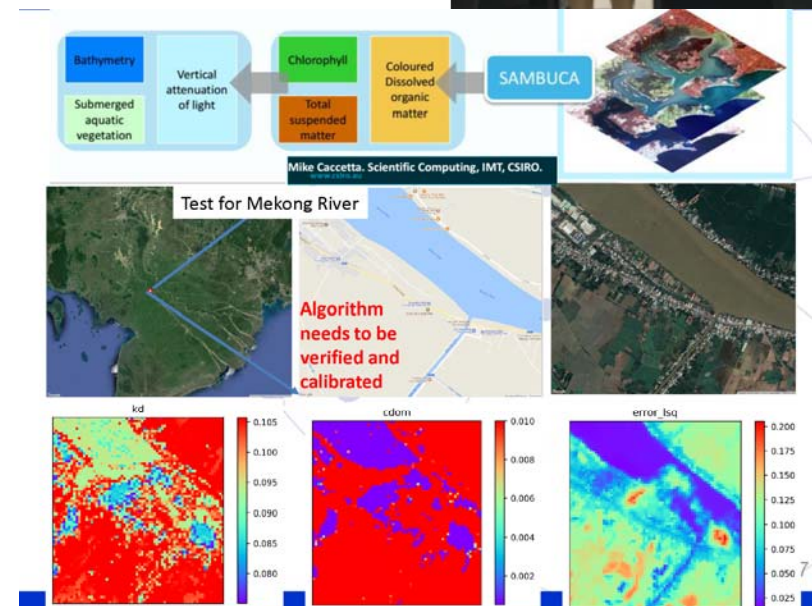 Bathymetry
Submerged
aquatic
vegetation
Vertical
attenuation
of light
Chlorophyll
Total
suspended
matter
Coloured
Dissolved
organic
matter
SAMBUCA
Mike Caccetta. Scientific Computing, IMT, CSIRO.
www.csiro.au
Test for Mekong River
Algorithm
needs to be
verified and
calibrated
kd
0.105
0.100
0.095
0.090
0.085
0.080
cdom
0.010
0.008
0.006
0.004
0.002
error_lsq
0.200
0.175
0.150
0.125
0.100
0.075
0.050
0.025
7